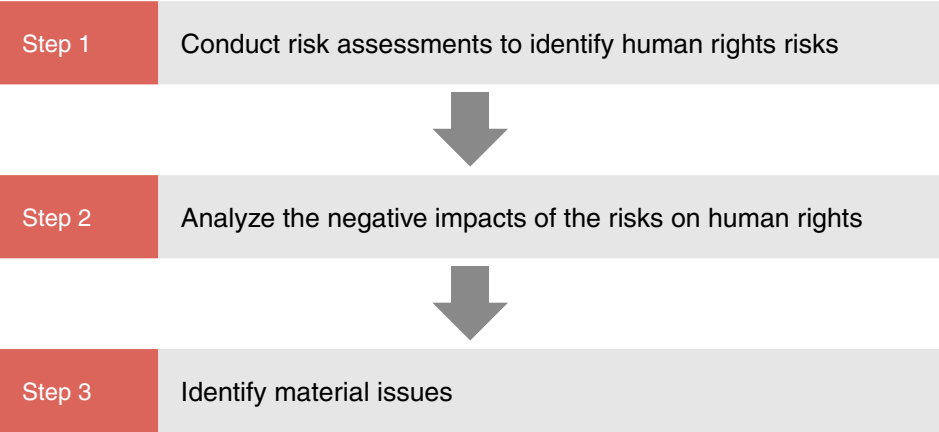 Step 1 Conduct risk assessments to identify human rights risks
Step 2 Analyze the negative impacts of the risks on human rights
Step 3 Identify material issues